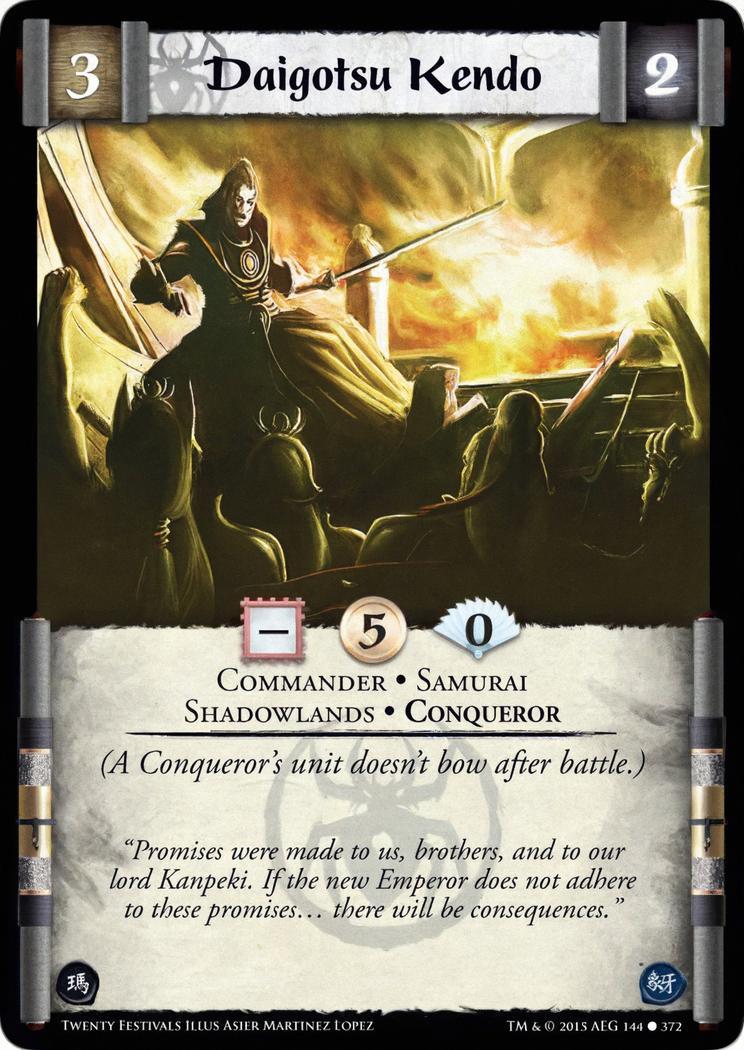 3
Daigotsu Kendo
2
– 5 0
Commander • Samurai
Shadowlands • Conqueror
(A Conqueror's unit doesn't bow after battle.)
“Promises were made to us, brothers, and to our
lord Kanpeki. If the new Emperor does not adhere
to these promises… there will be consequences.”
瑪
Twenty Festivals Illus Asier Martinez Lopez
TM & © 2015 AEG 144 • 372